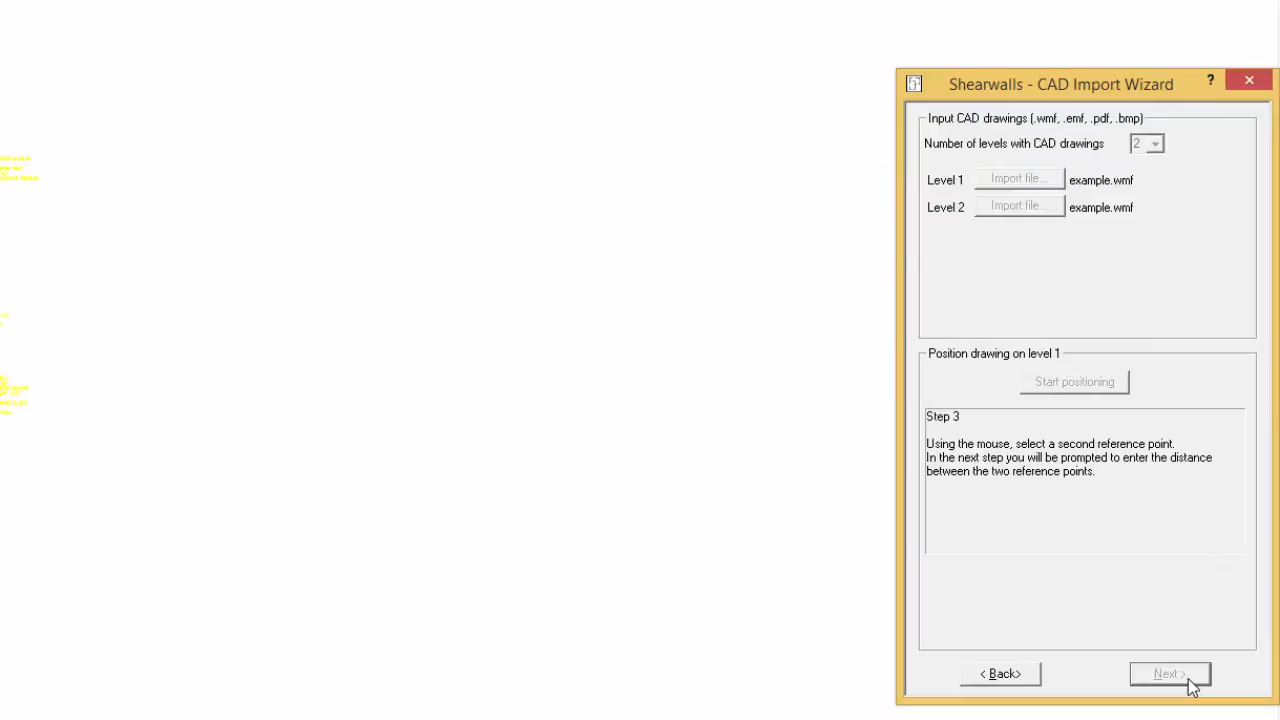 Shearwalls - CAD Import Wizard
?
Input CAD drawings (.wmf, .emf, .pdf, .bmp)
Number of levels with CAD drawings 2
Level 1 Import file... example.wmf
Level 2 Import file... example.wmf
Position drawing on level 1
Start positioning
Step 3
Using the mouse, select a second reference point.
In the next step you will be prompted to enter the distance
between the two reference points.
< Back> Next >